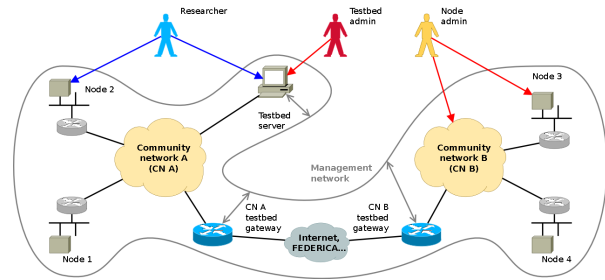 Researcher
Testbed
admin
Node
admin
Node 2
Node 3
Testbed
server
Community
network A
(CN A)
Community
network B
(CN B)
Management
network
CN A
testbed
gateway
CN B
testbed
gateway
Internet,
FEDERICA...
Node 1
Node 4